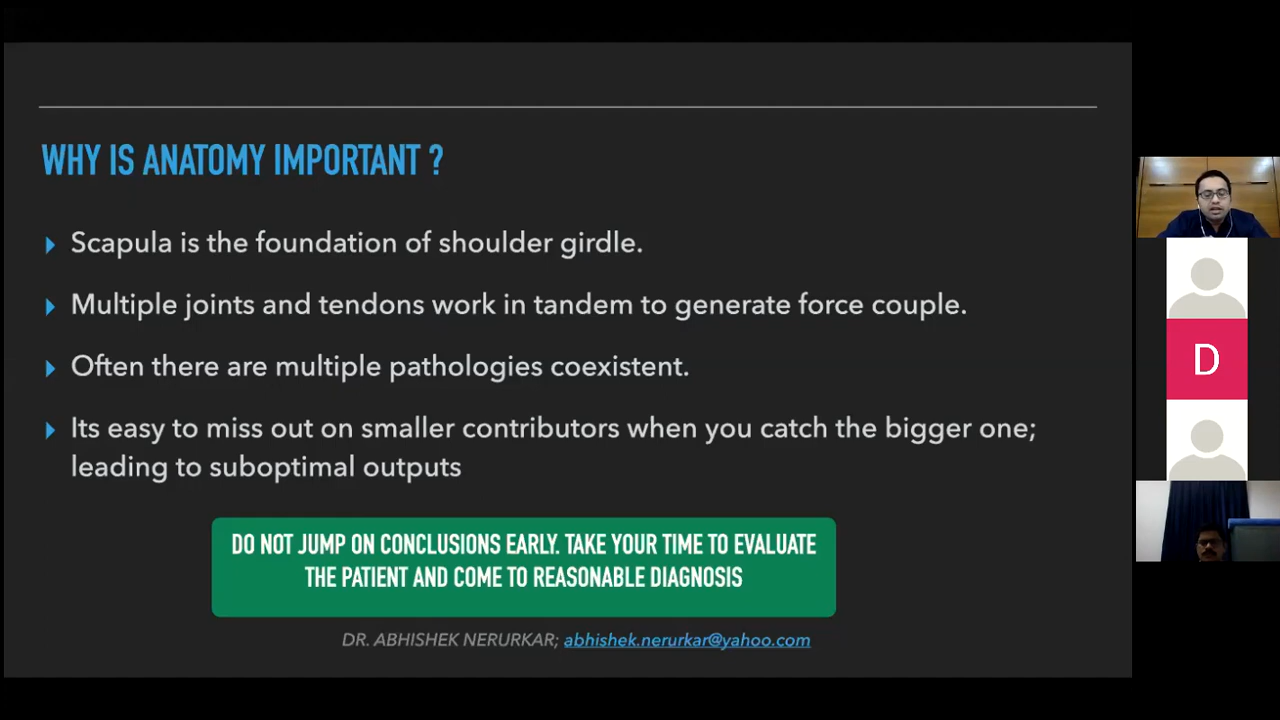 WHY IS ANATOMY IMPORTANT ?
Scapula is the foundation of shoulder girdle.
Multiple joints and tendons work in tandem to generate force couple.
Often there are multiple pathologies coexistent.
Its easy to miss out on smaller contributors when you catch the bigger one;
leading to suboptimal outputs
DO NOT JUMP ON CONCLUSIONS EARLY. TAKE YOUR TIME TO EVALUATE
THE PATIENT AND COME TO REASONABLE DIAGNOSIS
DR. ABHISHEK NERURKAR; abhishek.nerurkar@yahoo.com
D